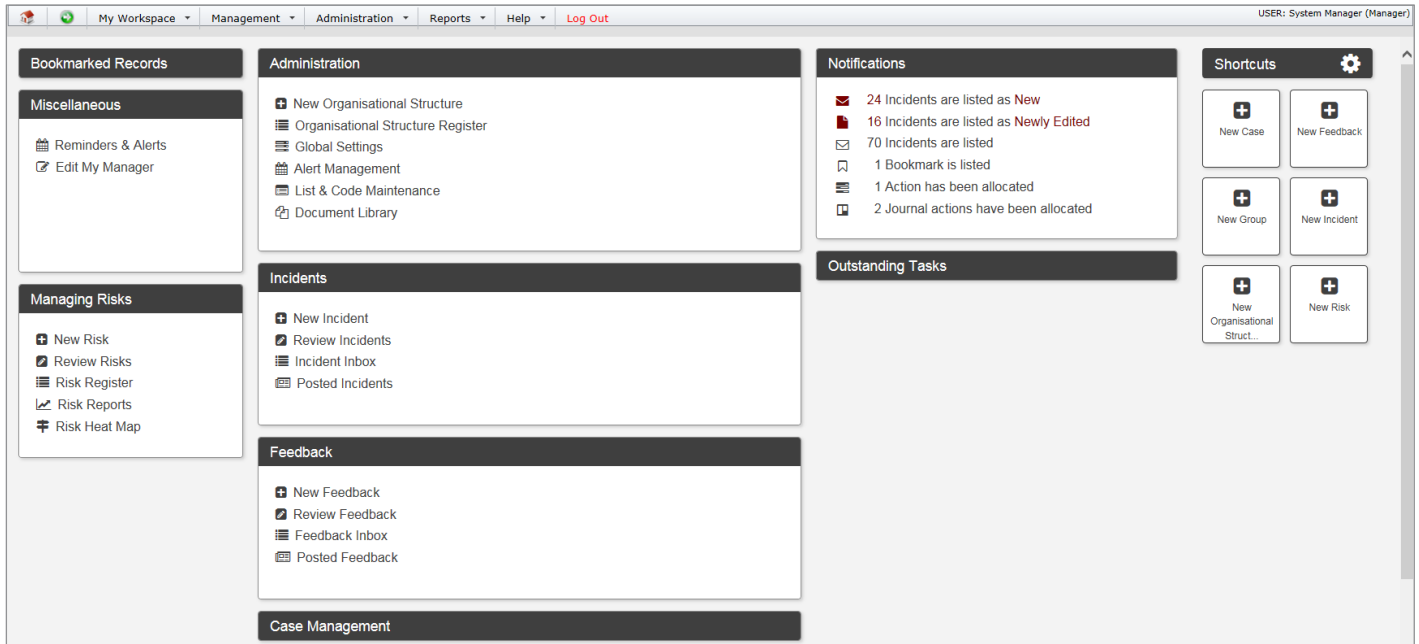 My Workspace
Management
Administration
Reports
Help
Log Out
USER: System Manager (Manager)
Bookmarked Records
Miscellaneous
Reminders & Alerts
Edit My Manager
Managing Risks
New Risk
Review Risks
Risk Register
Risk Reports
Risk Heat Map
Administration
New Organisational Structure
Organisational Structure Register
Global Settings
Alert Management
List & Code Maintenance
Document Library
Incidents
New Incident
Review Incidents
Incident Inbox
Posted Incidents
Feedback
New Feedback
Review Feedback
Feedback Inbox
Posted Feedback
Case Management
Notifications
24 Incidents are listed as New
16 Incidents are listed as Newly Edited
70 Incidents are listed
1 Bookmark is listed
1 Action has been allocated
2 Journal actions have been allocated
Outstanding Tasks
Shortcuts
New Case
New Feedback
New Group
New Incident
New
Organisational
Struct...
New Risk